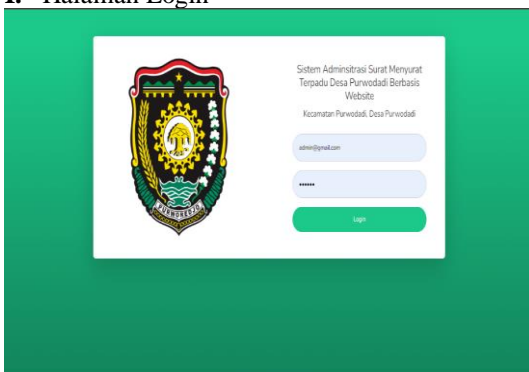 1. Halaman Login
Sistem Adminsitrasi Surat Menyurat
Terpadu Desa Purwodadi Berbasis
Website
Kecamatan Purwodadi, Desa Purwodadi
admin@gmail.com
••••••
Login
PURWOREJO